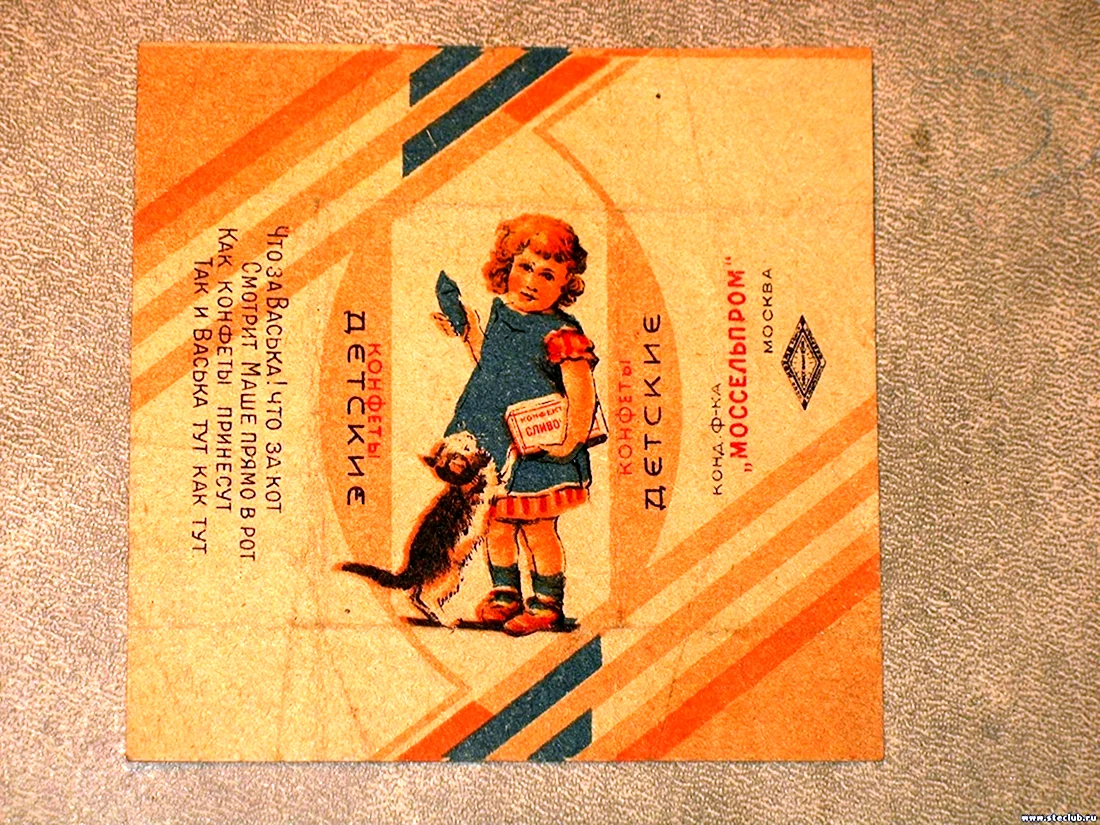 Что за Васька! что за кот
Смотрит Маше прямо в рот
Как конфеты принесут
Так и Васька тут как тут
КОНФЕТЫ
ДЕТСКИЕ
КОНФЕКТ
СЛИВО
КОНФЕТЫ
ДЕТСКИЕ
КОНД. Ф-КА
„МОССЕЛЬПРОМ“
МОСКВА
www.steclub.ru